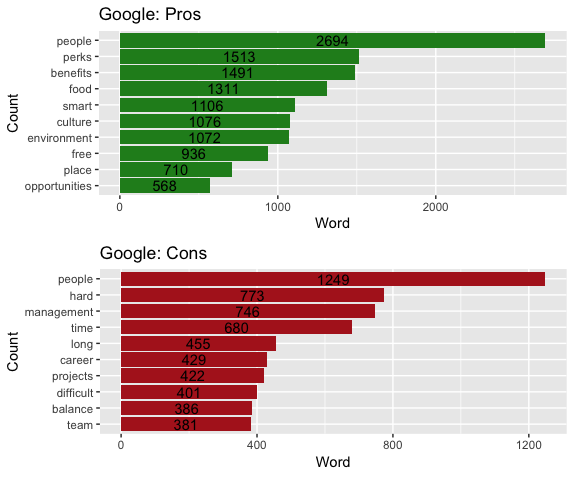 Google: Pros
Count
people 2694
perks 1513
benefits 1491
food 1311
smart 1106
culture 1076
environment 1072
free 936
place 710
opportunities 568
0 1000 2000
Word
Google: Cons
Count
people 1249
hard 773
management 746
time 680
long 455
career 429
projects 422
difficult 401
balance 386
team 381
0 400 800 1200
Word